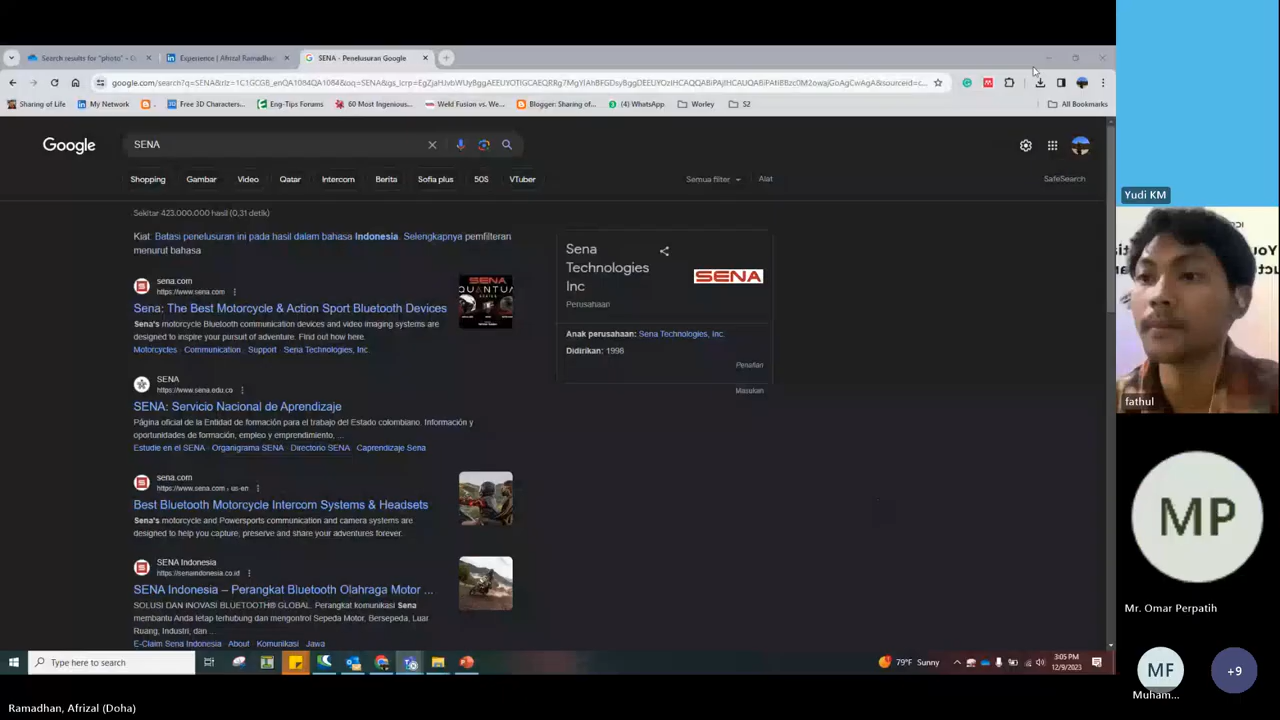 Search results for "photo" -
Experience | Afrizal Ramadhan
SENA - Penelusuran Google
Sharing of Life
My Network
Free 3D Characters...
Eng-Tips Forums
60 Most Ingenious...
Weld Fusion vs. We...
Blogger: Sharing of...
(4) WhatsApp
Worley
S2
All Bookmarks
Google
SENA
Shopping
Gambar
Video
Qatar
Intercom
Berita
Sofia plus
50S
VTuber
Semua filter
Alat
SafeSearch
Sekitar 423.000.000 hasil (0,31 detik)
Kiat: Batasi penelusuran ini pada hasil dalam bahasa Indonesia. Selengkapnya pemfilteran
menurut bahasa
sena.com
https://www.sena.com
Sena: The Best Motorcycle & Action Sport Bluetooth Devices
Sena's motorcycle Bluetooth communication devices and video imaging systems are
designed to inspire your pursuit of adventure. Find out how here.
Motorcycles · Communication · Support · Sena Technologies, Inc.
SENA
https://www.sena.edu.co
SENA: Servicio Nacional de Aprendizaje
Página oficial de la Entidad de formación para el trabajo del Estado colombiano. Información y
oportunidades de formación, empleo y emprendimiento, ...
Estudie en el SENA · Organigrama SENA · Directorio SENA · Caprendizaje Sena
sena.com
https://www.sena.com › us-en
Best Bluetooth Motorcycle Intercom Systems & Headsets
Sena's motorcycle and Powersports communication and camera systems are
designed to help you capture, preserve and share your adventures forever.
SENA Indonesia
https://senaindonesia.co.id
SENA Indonesia – Perangkat Bluetooth Olahraga Motor ...
SOLUSI DAN INOVASI BLUETOOTH® GLOBAL. Perangkat komunikasi Sena
membantu Anda tetap terhubung dan mengontrol Sepeda Motor, Bersepeda, Luar
Ruang, Industri, dan ...
E-Claim Sena Indonesia · About · Komunikasi · Jawa
Sena
Technologies
Inc
Perusahaan
SENA
Anak perusahaan: Sena Technologies, Inc.
Didirikan: 1998
Penafian
Masukan
Type here to search
79°F Sunny
3:05 PM
12/9/2023
Yudi KM
fathul
MP
Mr. Omar Perpatih
MF
Muham...
+9
Ramadhan, Afrizal (Doha)